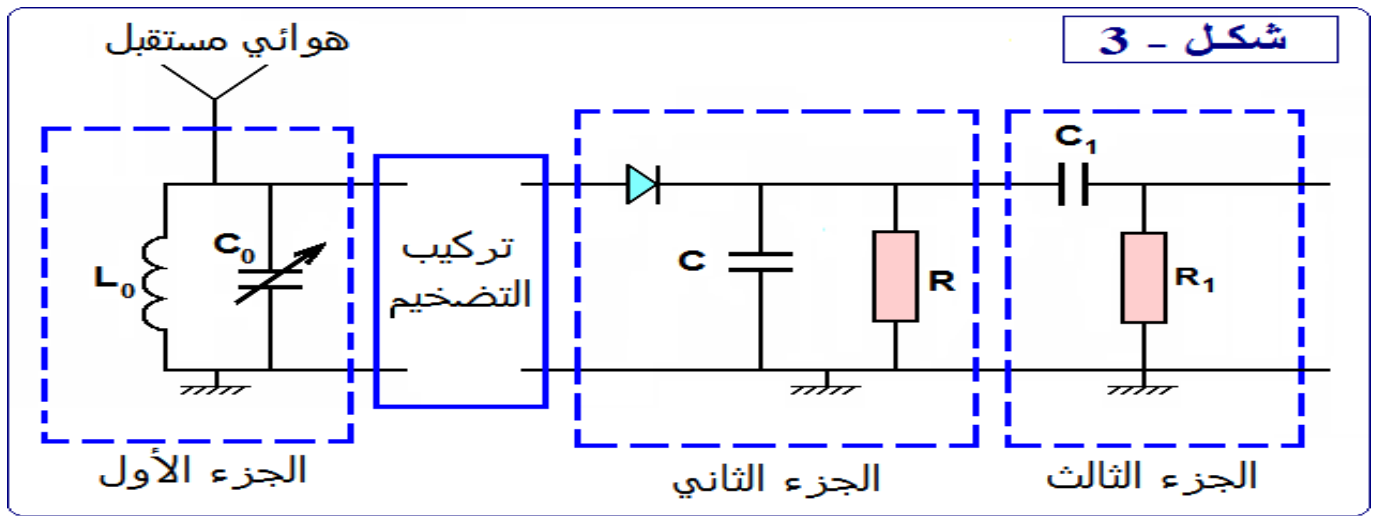 شكل - 3
هوائي مستقبل
C₁
C₀
L₀
تركيب
التضخيم
C
R
R₁
الجزء الأول
الجزء الثاني
الجزء الثالث